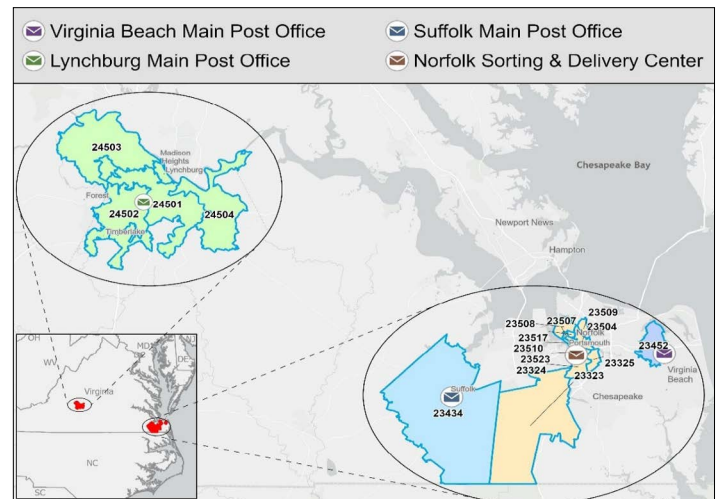 Virginia Beach Main Post Office
Suffolk Main Post Office
Lynchburg Main Post Office
Norfolk Sorting & Delivery Center
24503
Madison
Heights
Lynchburg
Forest
24502
24501
24504
Timberlake
Chesapeake Bay
Newport News
Hampton
23509
23508
23507
23504
Norfolk
23517
Portsmouth
23510
23452
23523
23325
23324
23323
Virginia
Beach
Chesapeake
Suffolk
23434
OH
MD
DE
NJ
WV
Virginia
NC
SC